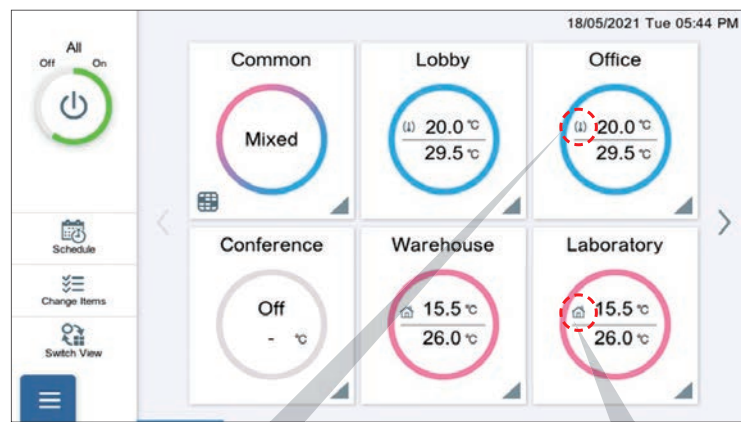 18/05/2021 Tue 05:44 PM
All
Off On
Schedule
Change Items
Switch View
Common
Mixed
Lobby
20.0 °C
29.5 °C
Office
20.0 °C
29.5 °C
Conference
Off
- °C
Warehouse
15.5 °C
26.0 °C
Laboratory
15.5 °C
26.0 °C